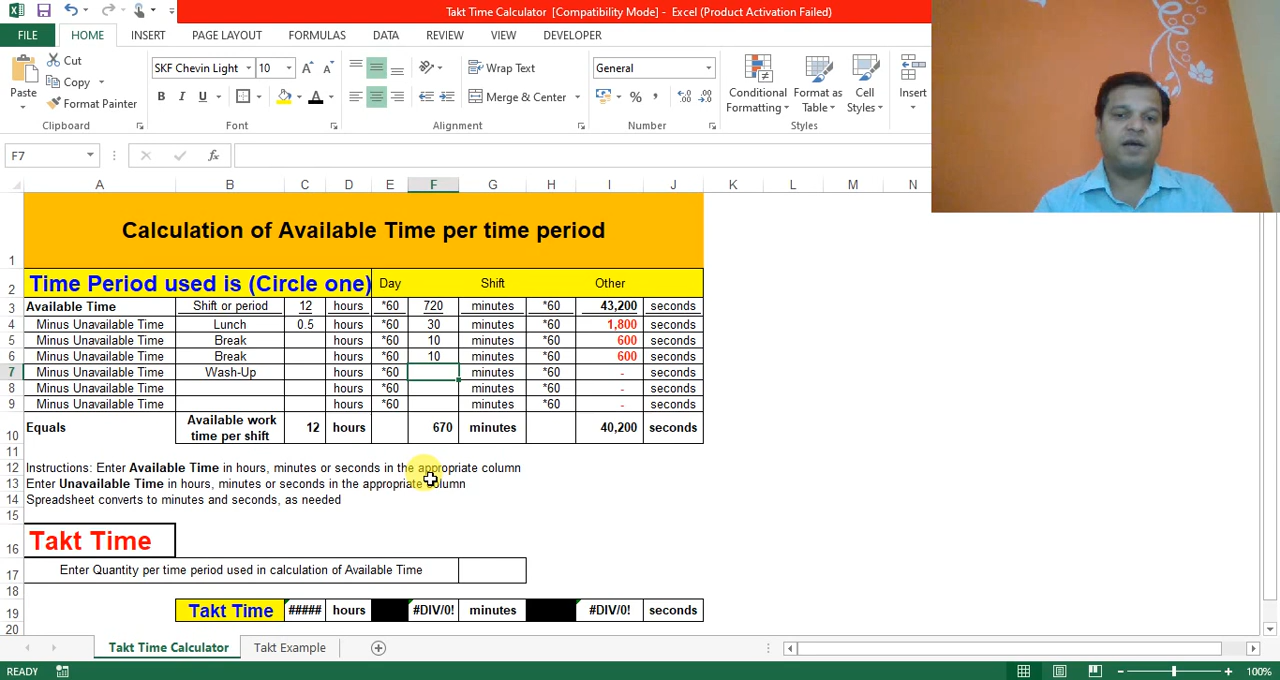 Takt Time Calculator [Compatibility Mode] - Excel (Product Activation Failed)
FILE HOME INSERT PAGE LAYOUT FORMULAS DATA REVIEW VIEW DEVELOPER
Paste Cut Copy Format Painter
SKF Chevin Light 10 Wrap Text Merge & Center General
B I U % , Conditional Formatting Format as Table Cell Styles Insert
Clipboard Font Alignment Number Styles
F7 fx
A B C D E F G H I J K L M N
1 Calculation of Available Time per time period
2 Time Period used is (Circle one) Day Shift Other
3 Available Time Shift or period 12 hours *60 720 minutes *60 43,200 seconds
4 Minus Unavailable Time Lunch 0.5 hours *60 30 minutes *60 1,800 seconds
5 Minus Unavailable Time Break hours *60 10 minutes *60 600 seconds
6 Minus Unavailable Time Break hours *60 10 minutes *60 600 seconds
7 Minus Unavailable Time Wash-Up hours *60 minutes *60 - seconds
8 Minus Unavailable Time hours *60 minutes *60 - seconds
9 Minus Unavailable Time hours *60 minutes *60 - seconds
10 Equals Available work time per shift 12 hours 670 minutes 40,200 seconds
11
12 Instructions: Enter Available Time in hours, minutes or seconds in the appropriate column
13 Enter Unavailable Time in hours, minutes or seconds in the appropriate column
14 Spreadsheet converts to minutes and seconds, as needed
15
16 Takt Time
17 Enter Quantity per time period used in calculation of Available Time
18
19 Takt Time ##### hours #DIV/0! minutes #DIV/0! seconds
20
Takt Time Calculator Takt Example
READY 100%